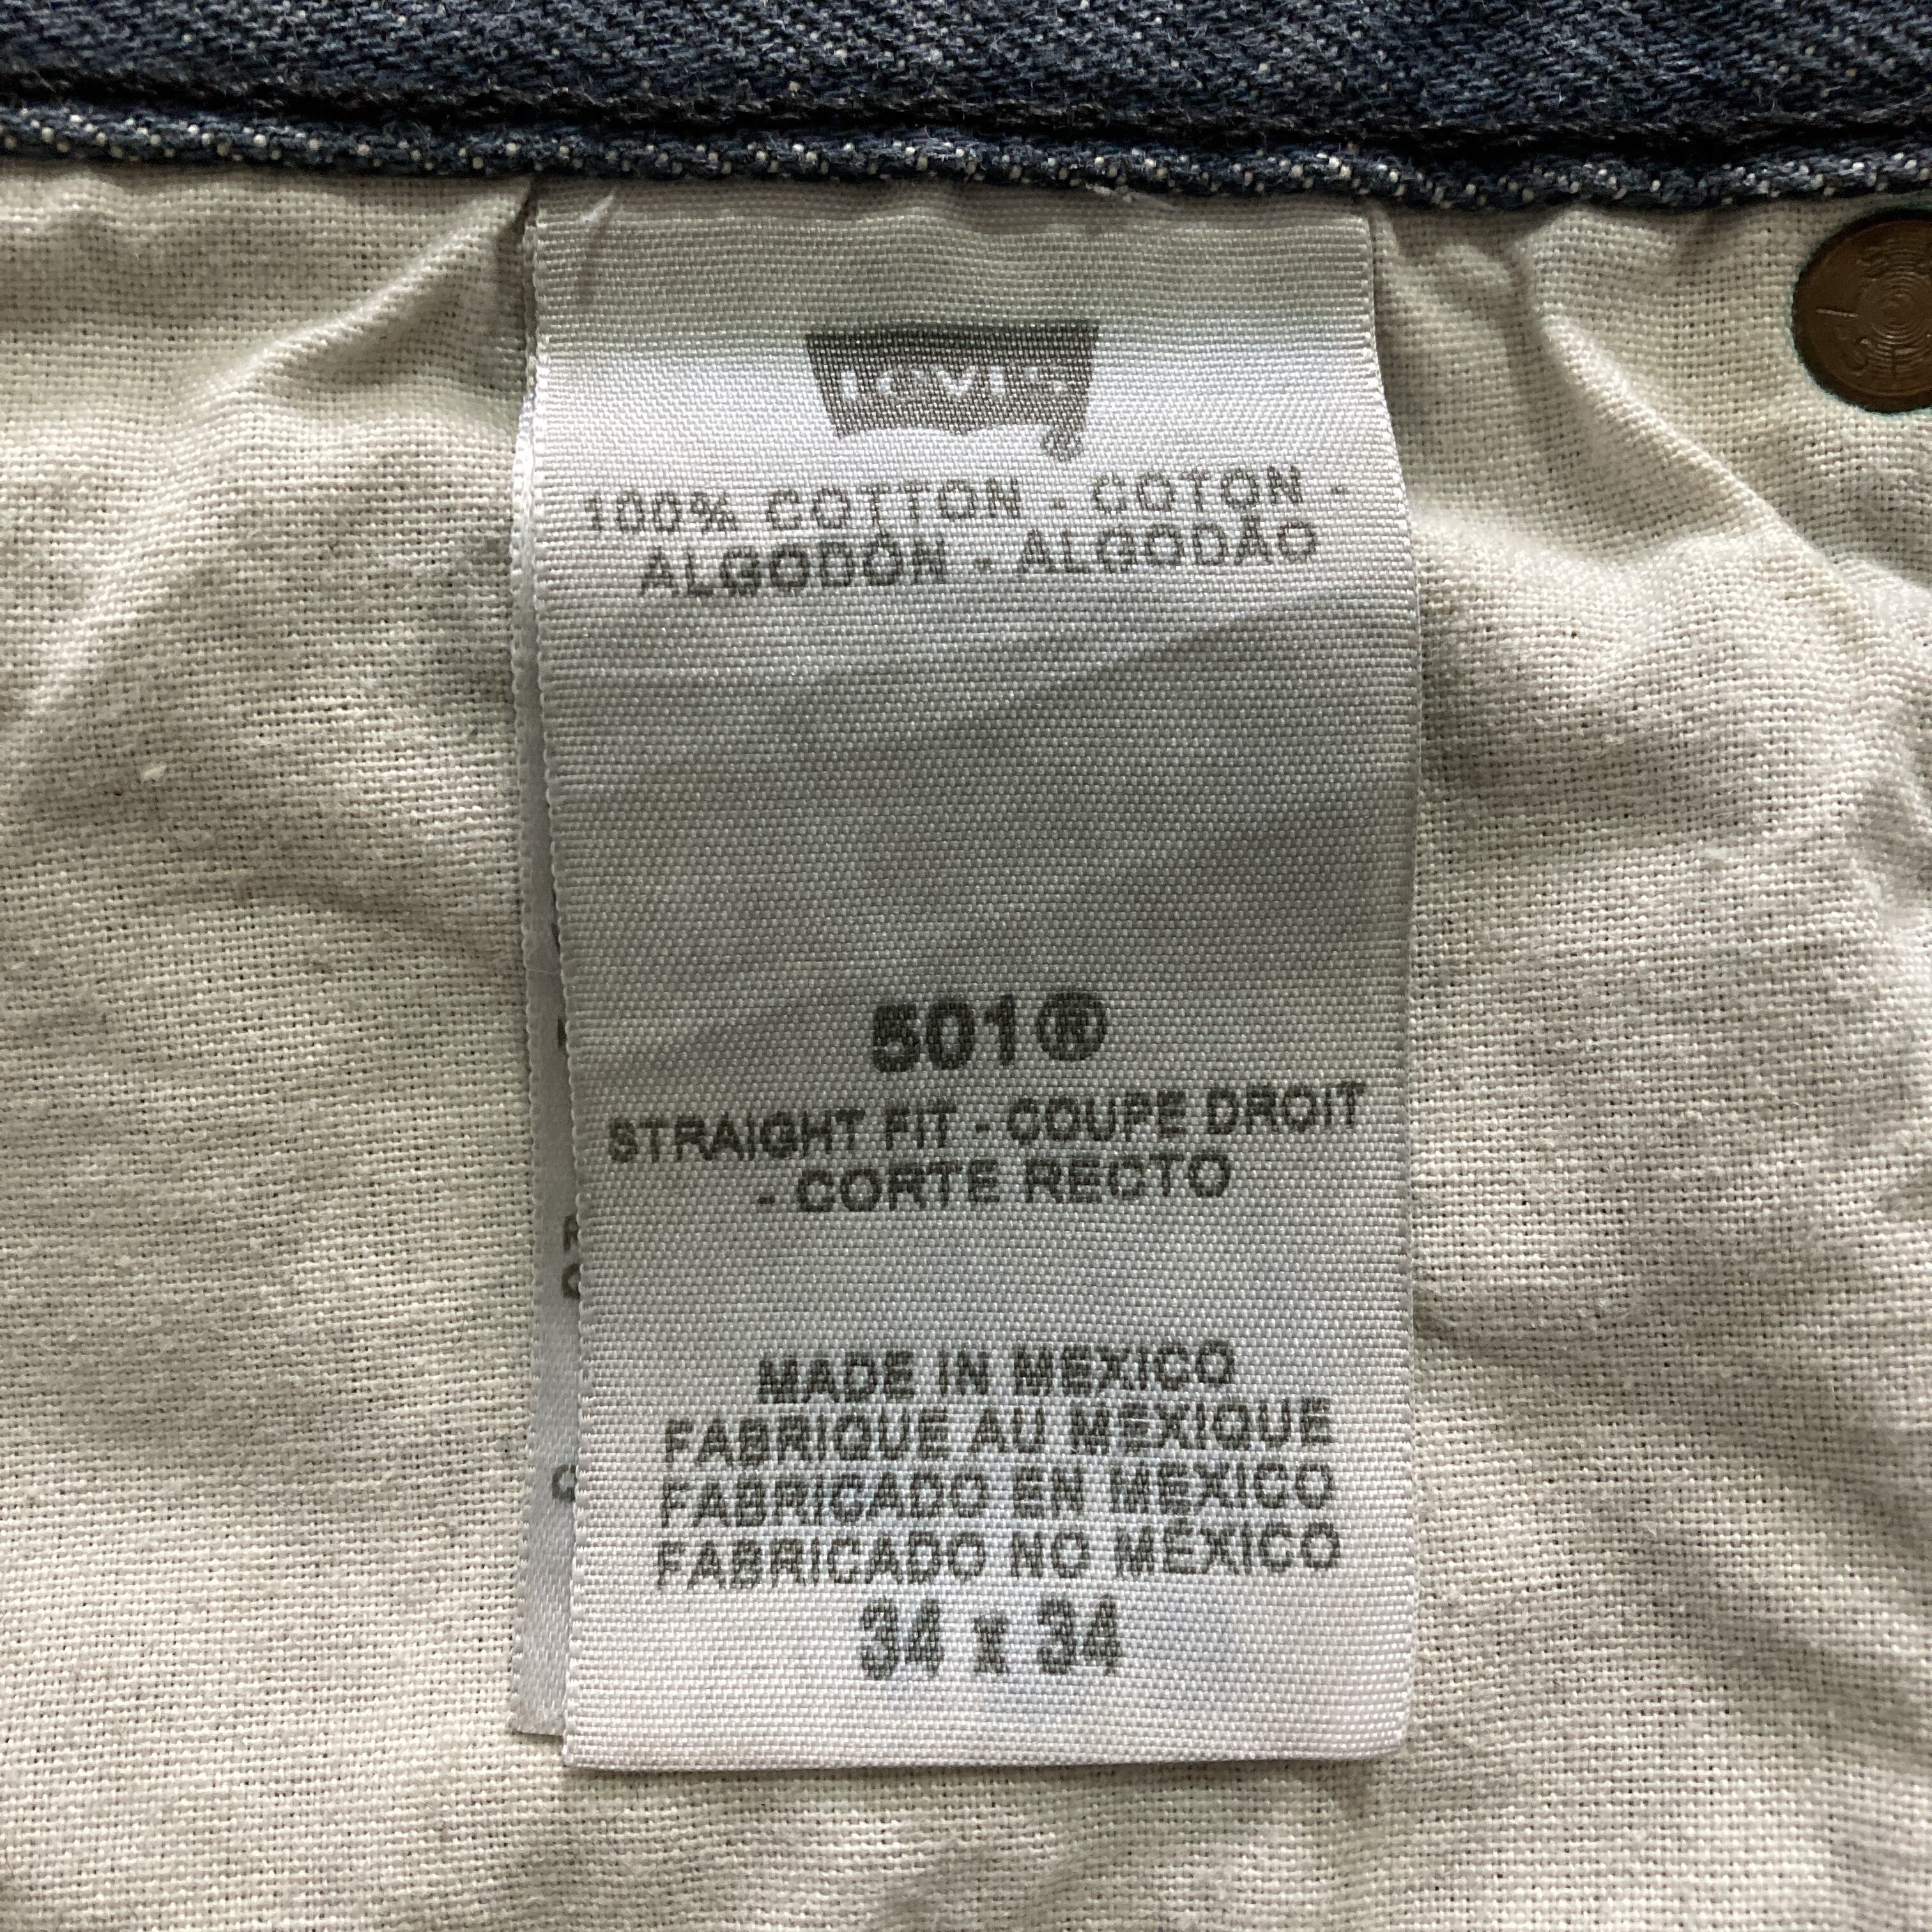 Levi's
®
100% COTTON - COTON -
ALGODÓN - ALGODÃO
501®
STRAIGHT FIT - COUPE DROIT
- CORTE RECTO
MADE IN MEXICO
FABRIQUE AU MEXIQUE
FABRICADO EN MEXICO
FABRICADO NO MÉXICO
34 x 34